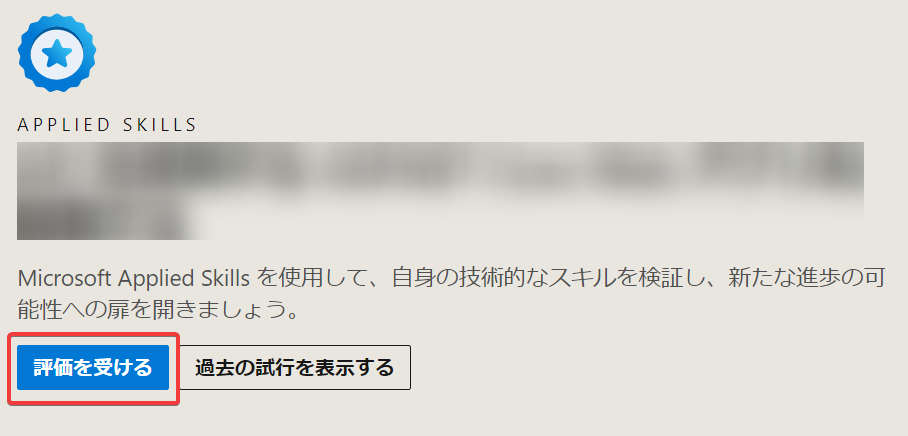 APPLIED SKILLS
Microsoft Applied Skills を使用して、自身の技術的なスキルを検証し、新たな進歩の可
能性への扉を開きましょう。
評価を受ける
過去の試行を表示する